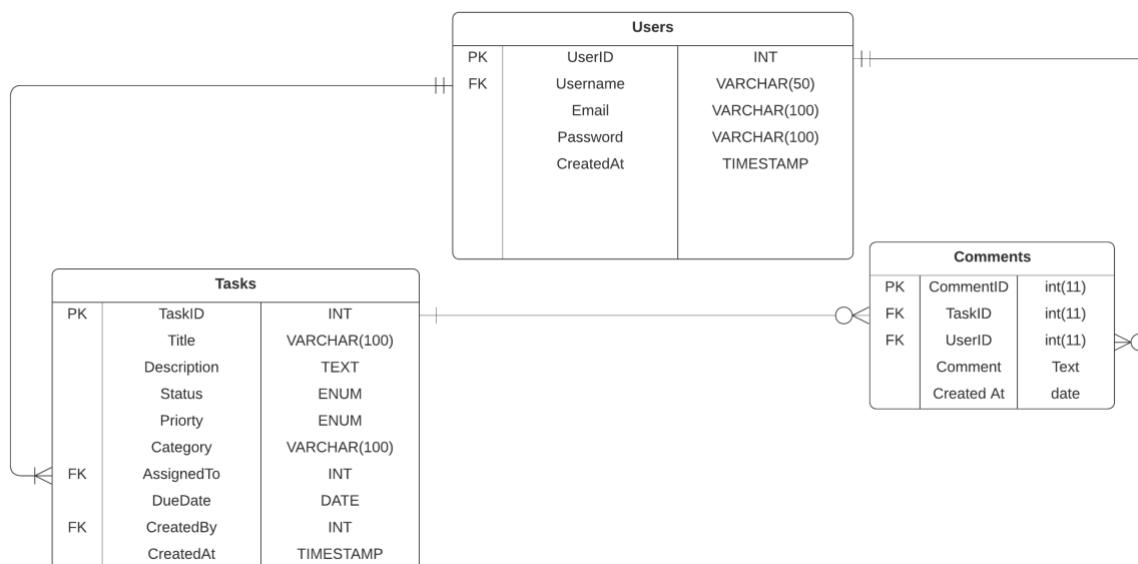 Users
PK UserID INT
FK Username VARCHAR(50)
Email VARCHAR(100)
Password VARCHAR(100)
CreatedAt TIMESTAMP
Comments
PK CommentID int(11)
FK TaskID int(11)
FK UserID int(11)
Comment Text
Created At date
Tasks
PK TaskID INT
Title VARCHAR(100)
Description TEXT
Status ENUM
Priorty ENUM
Category VARCHAR(100)
FK AssignedTo INT
DueDate DATE
FK CreatedBy INT
CreatedAt TIMESTAMP